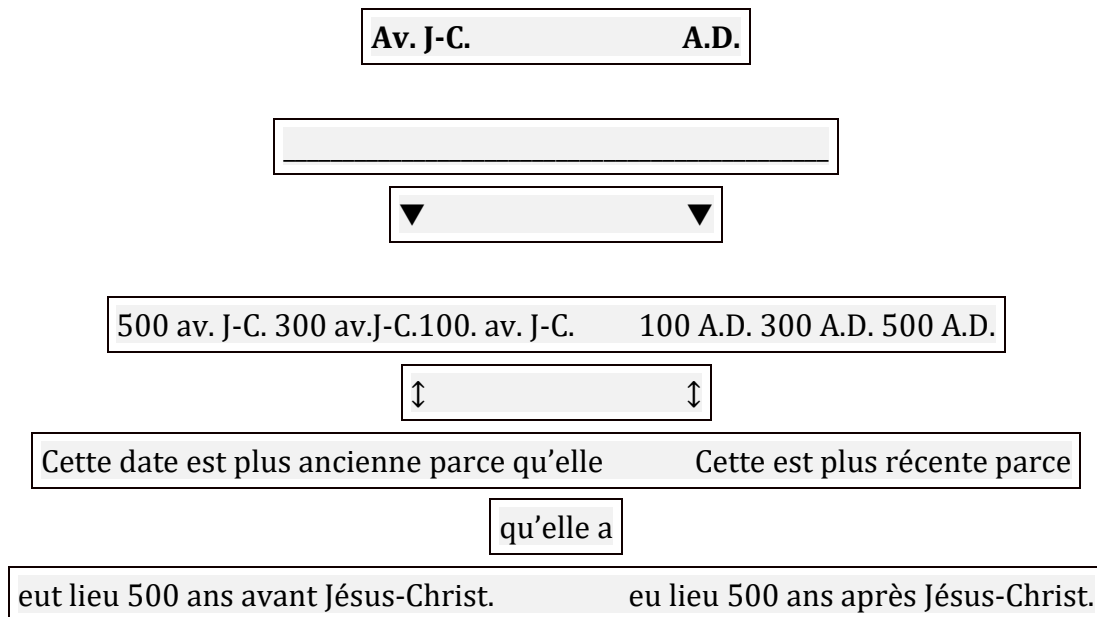 Av. J-C. A.D.
______________________________________________
▼ ▼
500 av. J-C. 300 av.J-C.100. av. J-C. 100 A.D. 300 A.D. 500 A.D.
↕ ↕
Cette date est plus ancienne parce qu’elle Cette est plus récente parce
qu’elle a
eut lieu 500 ans avant Jésus-Christ. eu lieu 500 ans après Jésus-Christ.